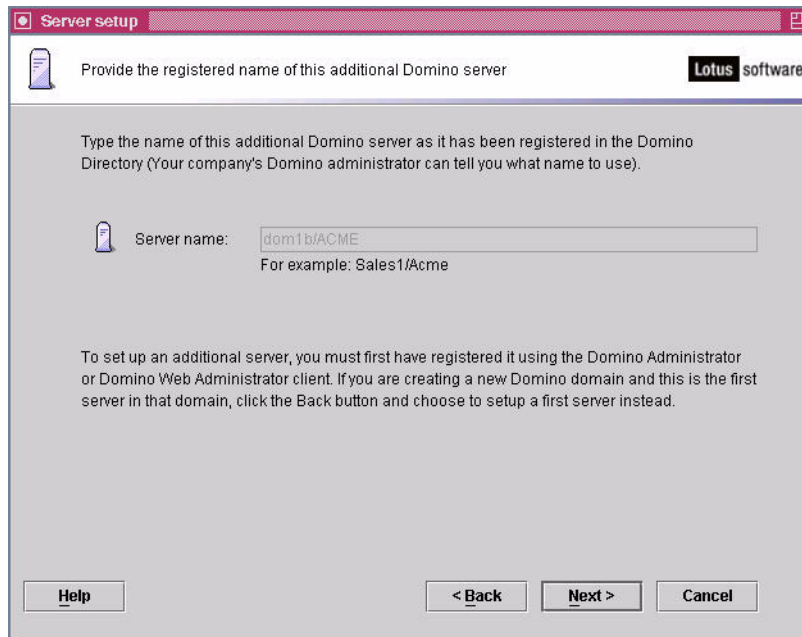 Server setup
Provide the registered name of this additional Domino server
Lotus software
Type the name of this additional Domino server as it has been registered in the Domino
Directory (Your company's Domino administrator can tell you what name to use).
Server name:
dom1b/ACME
For example: Sales1/Acme
To set up an additional server, you must first have registered it using the Domino Administrator
or Domino Web Administrator client. If you are creating a new Domino domain and this is the first
server in that domain, click the Back button and choose to setup a first server instead.
Help
< Back
Next >
Cancel